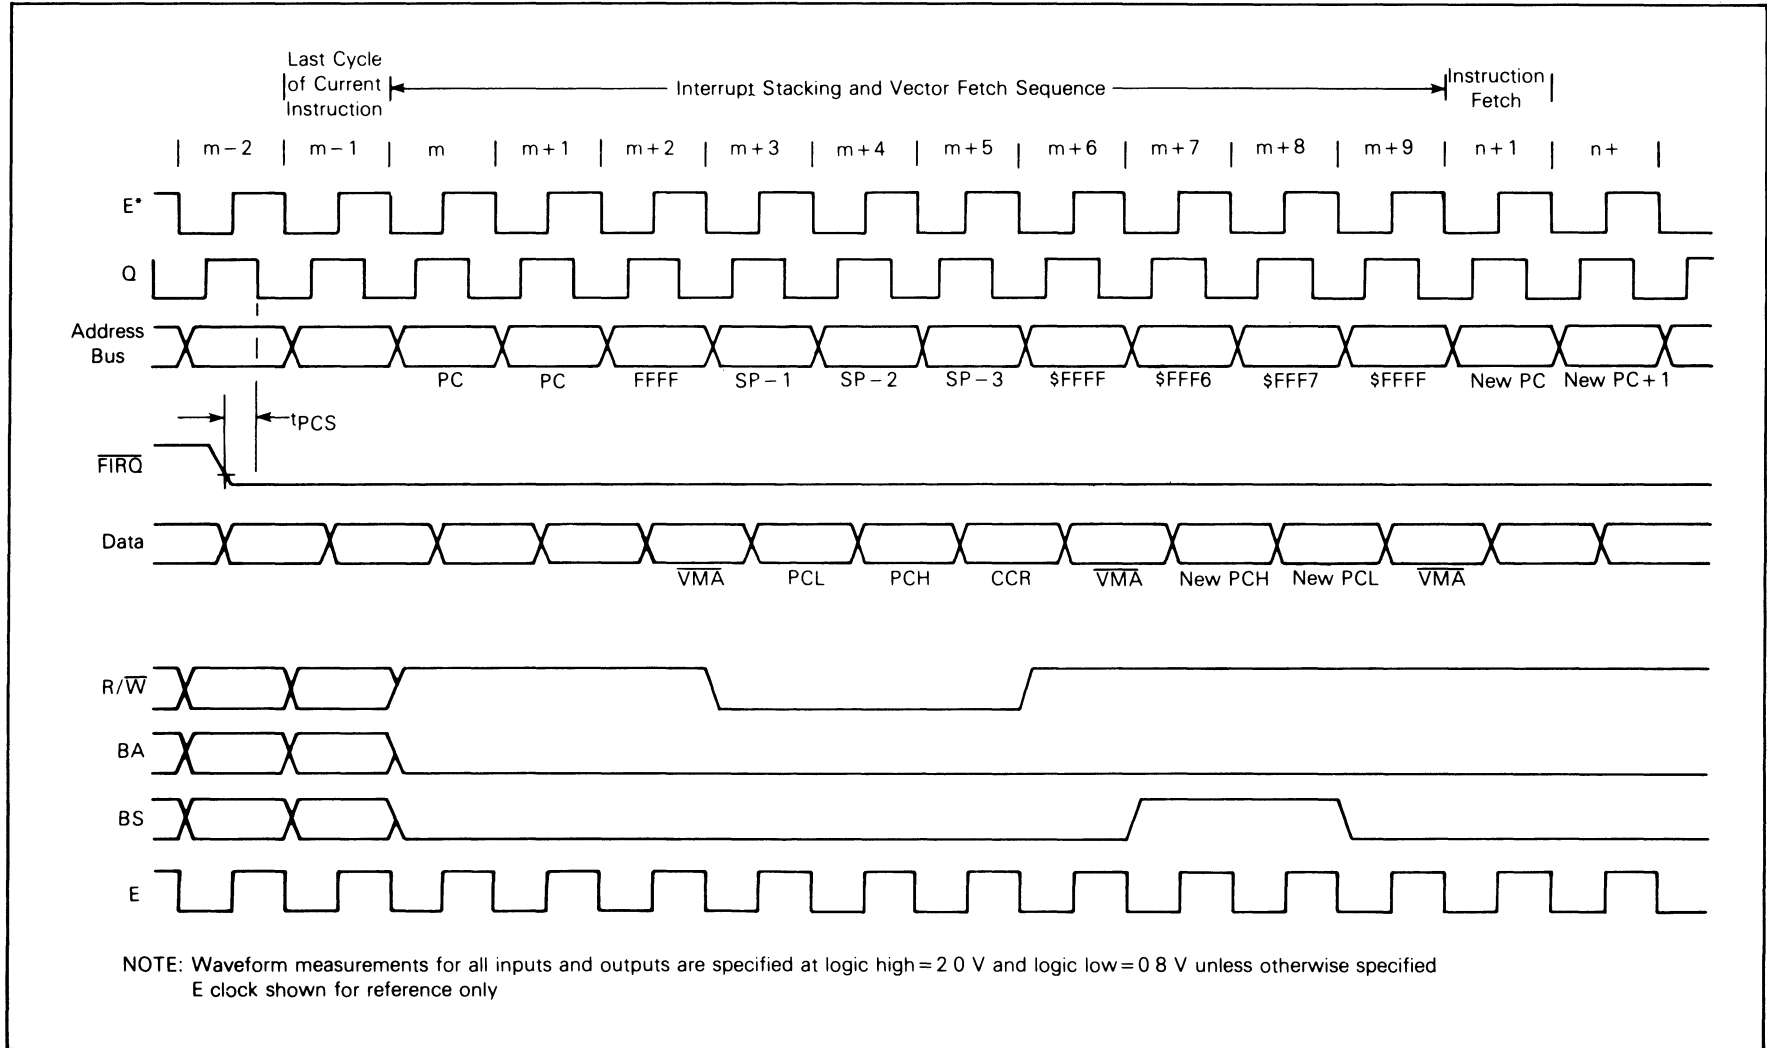 Last Cycle
of Current
Instruction
Interrupt Stacking and Vector Fetch Sequence
Instruction
Fetch
m-2 m-1 m m+1 m+2 m+3 m+4 m+5 m+6 m+7 m+8 m+9 n+1 n+
E*
Q
Address
Bus
PC PC FFFF SP-1 SP-2 SP-3 $FFFF $FFF6 $FFF7 $FFFF New PC New PC+1
tPCS
FIRQ
Data
VMA PCL PCH CCR VMA New PCH New PCL VMA
R/W
BA
BS
E
NOTE: Waveform measurements for all inputs and outputs are specified at logic high=2 0 V and logic low=0 8 V unless otherwise specified
E clock shown for reference only